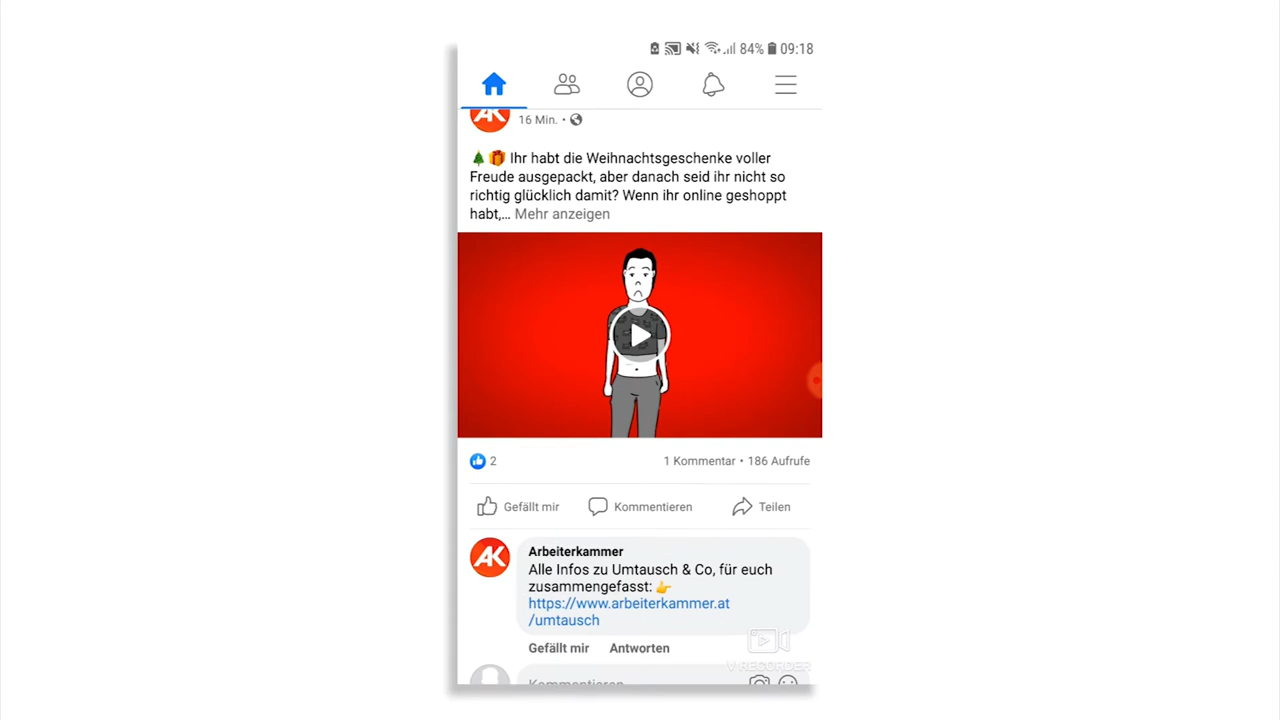 84% 09:18
AK
16 Min. •
Ihr habt die Weihnachtsgeschenke voller
Freude ausgepackt, aber danach seid ihr nicht so
richtig glücklich damit? Wenn ihr online geshoppt
habt,... Mehr anzeigen
2 1 Kommentar • 186 Aufrufe
Gefällt mir Kommentieren Teilen
AK Arbeiterkammer
Alle Infos zu Umtausch & Co, für euch
zusammengefasst:
https://www.arbeiterkammer.at
/umtausch
Gefällt mir Antworten
V RECORDER
Kommentieren